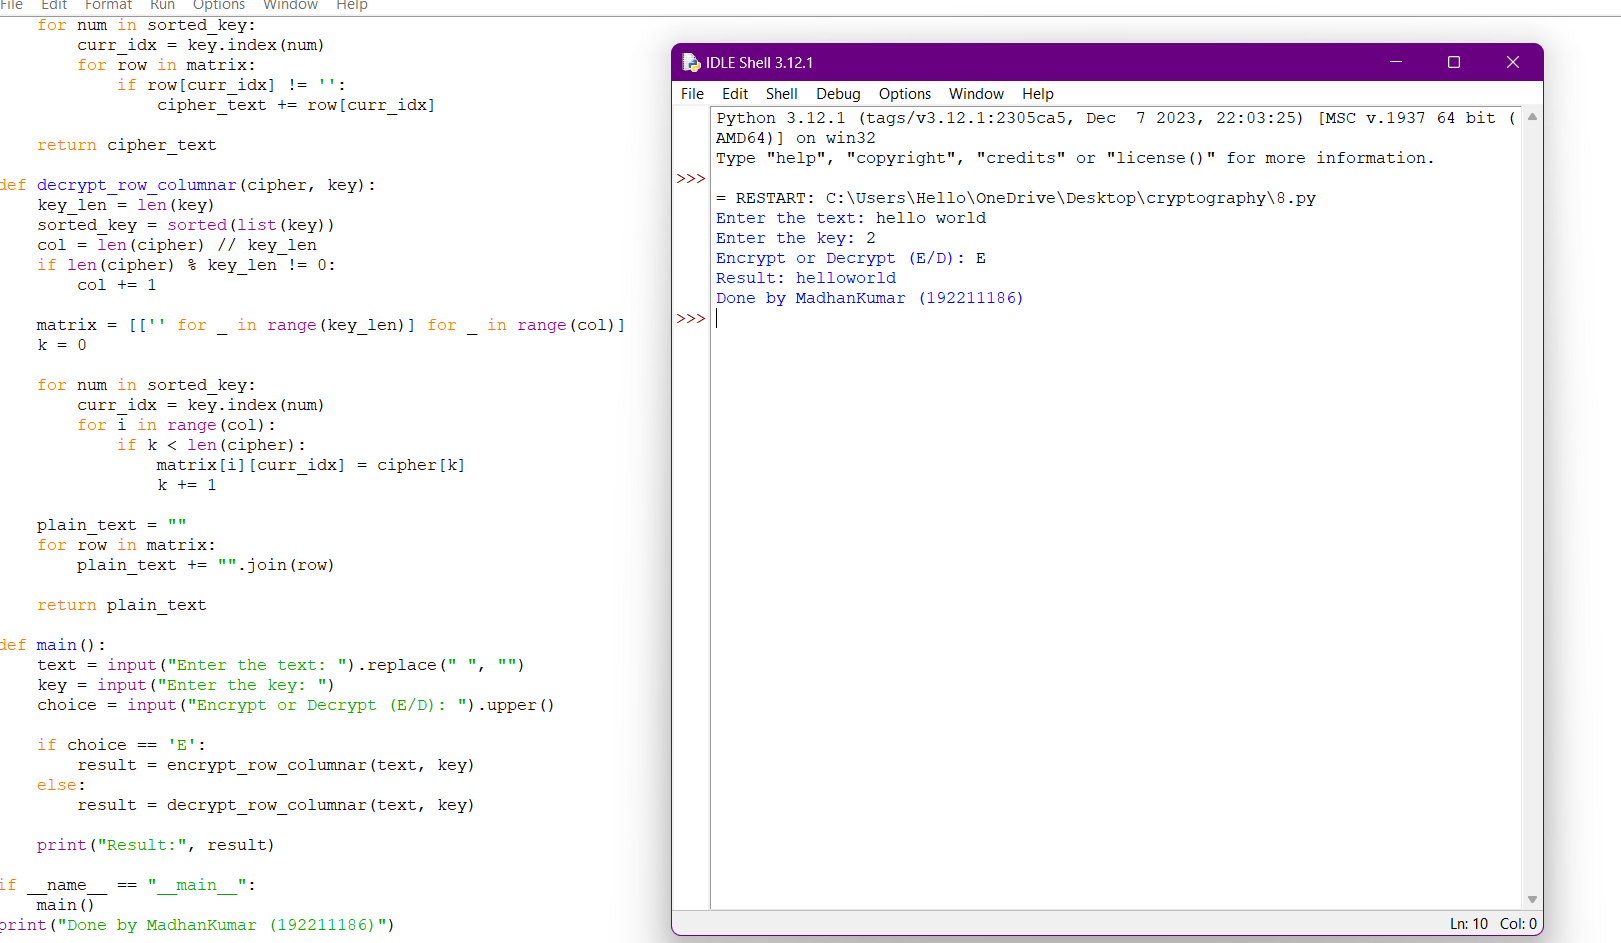 File Edit Format Run Options Window Help
    for num in sorted_key:
        curr_idx = key.index(num)
        for row in matrix:
            if row[curr_idx] != '':
                cipher_text += row[curr_idx]
    return cipher_text
def decrypt_row_columnar(cipher, key):
    key_len = len(key)
    sorted_key = sorted(list(key))
    col = len(cipher) // key_len
    if len(cipher) % key_len != 0:
        col += 1
    matrix = [['' for _ in range(key_len)] for _ in range(col)]
    k = 0
    for num in sorted_key:
        curr_idx = key.index(num)
        for i in range(col):
            if k < len(cipher):
                matrix[i][curr_idx] = cipher[k]
                k += 1
    plain_text = ""
    for row in matrix:
        plain_text += "".join(row)
    return plain_text
def main():
    text = input("Enter the text: ").replace(" ", "")
    key = input("Enter the key: ")
    choice = input("Encrypt or Decrypt (E/D): ").upper()
    if choice == 'E':
        result = encrypt_row_columnar(text, key)
    else:
        result = decrypt_row_columnar(text, key)
    print("Result:", result)
if __name__ == "__main__":
    main()
print("Done by MadhanKumar (192211186)")
IDLE Shell 3.12.1
File Edit Shell Debug Options Window Help
Python 3.12.1 (tags/v3.12.1:2305ca5, Dec  7 2023, 22:03:25) [MSC v.1937 64 bit (
AMD64)] on win32
Type "help", "copyright", "credits" or "license()" for more information.
>>>
= RESTART: C:\Users\Hello\OneDrive\Desktop\cryptography\8.py
Enter the text: hello world
Enter the key: 2
Encrypt or Decrypt (E/D): E
Result: helloworld
Done by MadhanKumar (192211186)
>>>
Ln: 10 Col: 0